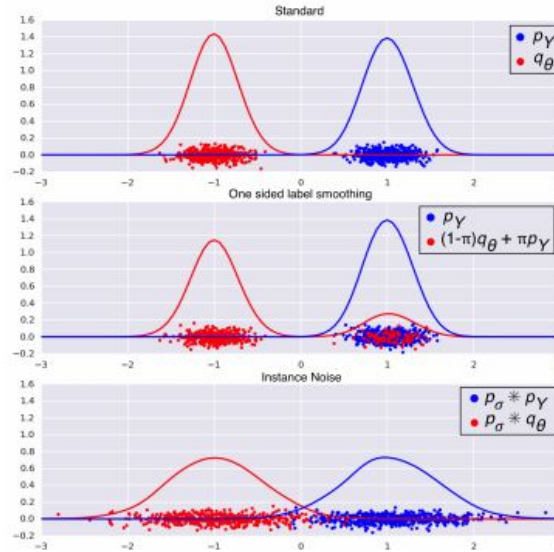 Standard
1.6
1.4
1.2
1.0
0.8
0.6
0.4
0.2
0.0
−0.2
p_Y
q_θ
−3 −2 −1 0 1 2 3
One sided label smoothing
1.6
1.4
1.2
1.0
0.8
0.6
0.4
0.2
0.0
−0.2
p_Y
(1-π)q_θ + πp_Y
−3 −2 −1 0 1 2 3
Instance Noise
1.6
1.4
1.2
1.0
0.8
0.6
0.4
0.2
0.0
−0.2
p_σ ∗ p_Y
p_σ ∗ q_θ
−3 −2 −1 0 1 2 3